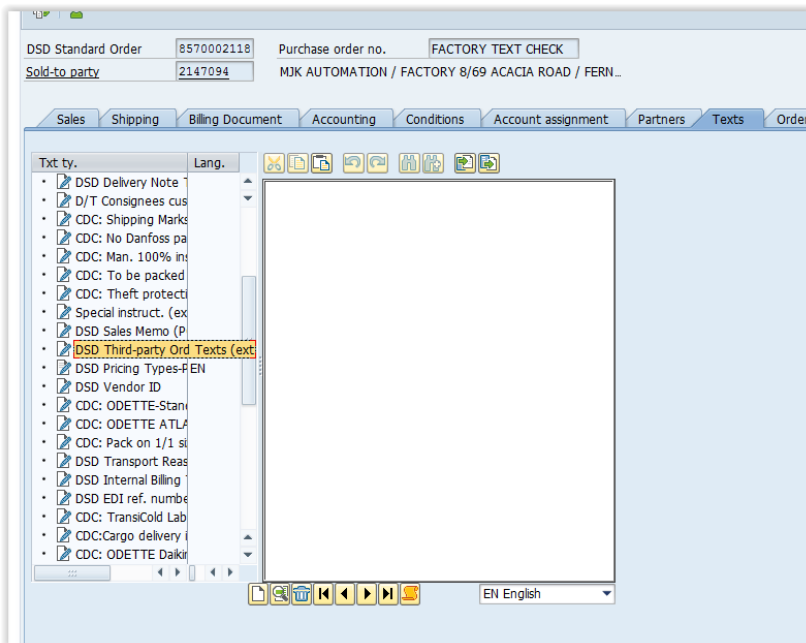 DSD Standard Order 8570002118 Purchase order no. FACTORY TEXT CHECK
Sold-to party 2147094 MJK AUTOMATION / FACTORY 8/69 ACACIA ROAD / FERN...
Sales Shipping Billing Document Accounting Conditions Account assignment Partners Texts Order
Txt ty. Lang.
DSD Delivery Note T
D/T Consignees cus
CDC: Shipping Marks
CDC: No Danfoss pa
CDC: Man. 100% ins
CDC: To be packed
CDC: Theft protecti
Special instruct. (ex
DSD Sales Memo (P
DSD Third-party Ord Texts (ext
DSD Pricing Types-P EN
DSD Vendor ID
CDC: ODETTE-Stand
CDC: ODETTE ATLA
CDC: Pack on 1/1 si
DSD Transport Reas
DSD Internal Billing T
DSD EDI ref. numbe
CDC: TransiCold Lab
CDC:Cargo delivery i
CDC: ODETTE Daikin
EN English